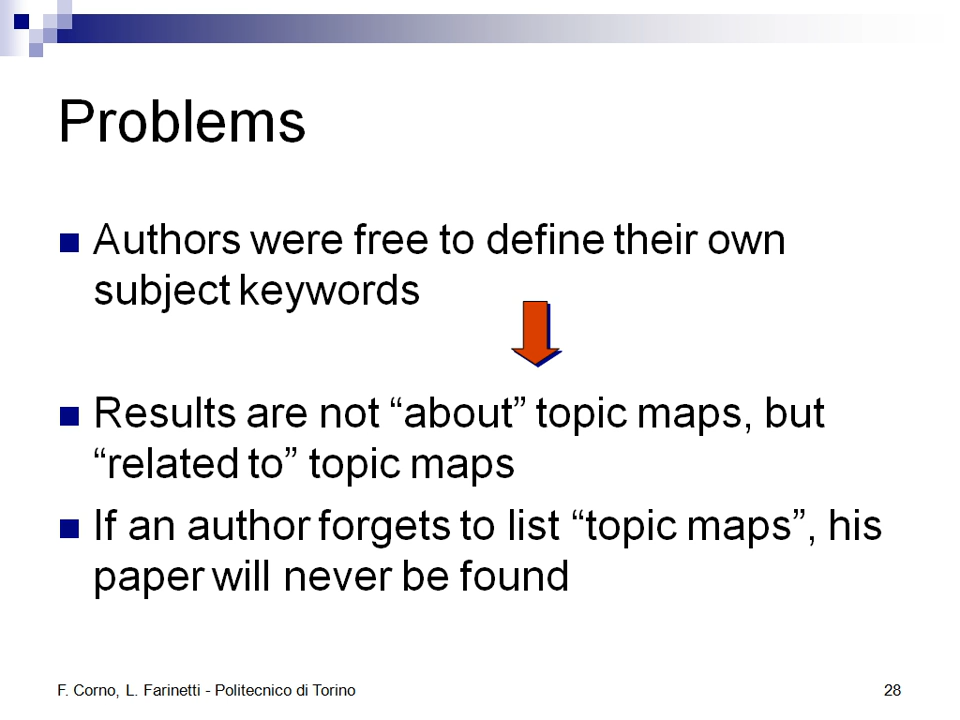 Problems
Authors were free to define their own
subject keywords
Results are not “about” topic maps, but
“related to” topic maps
If an author forgets to list “topic maps”, his
paper will never be found
F. Corno, L. Farinetti - Politecnico di Torino
28